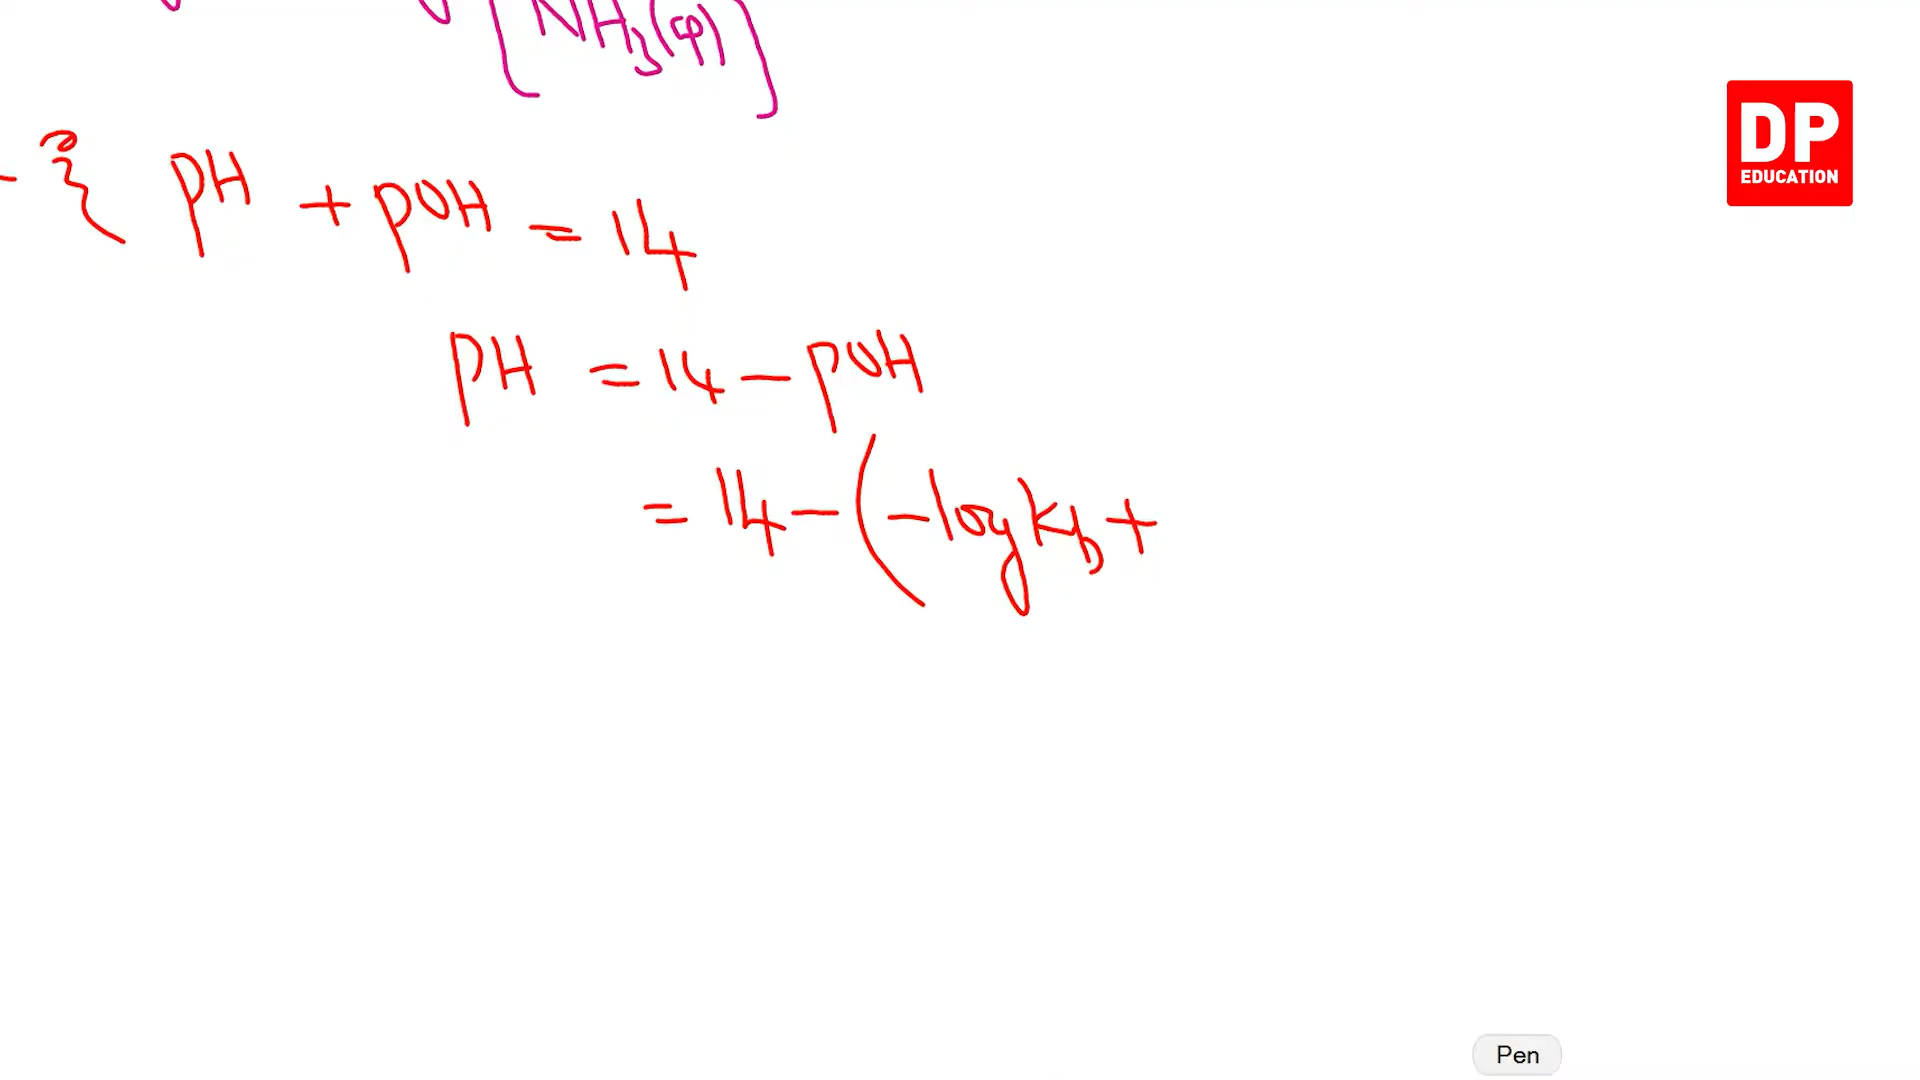 [NH₃(aq)]
pH + pOH = 14
pH = 14 - pOH
= 14 - (-log Kb +
DP
EDUCATION
Pen